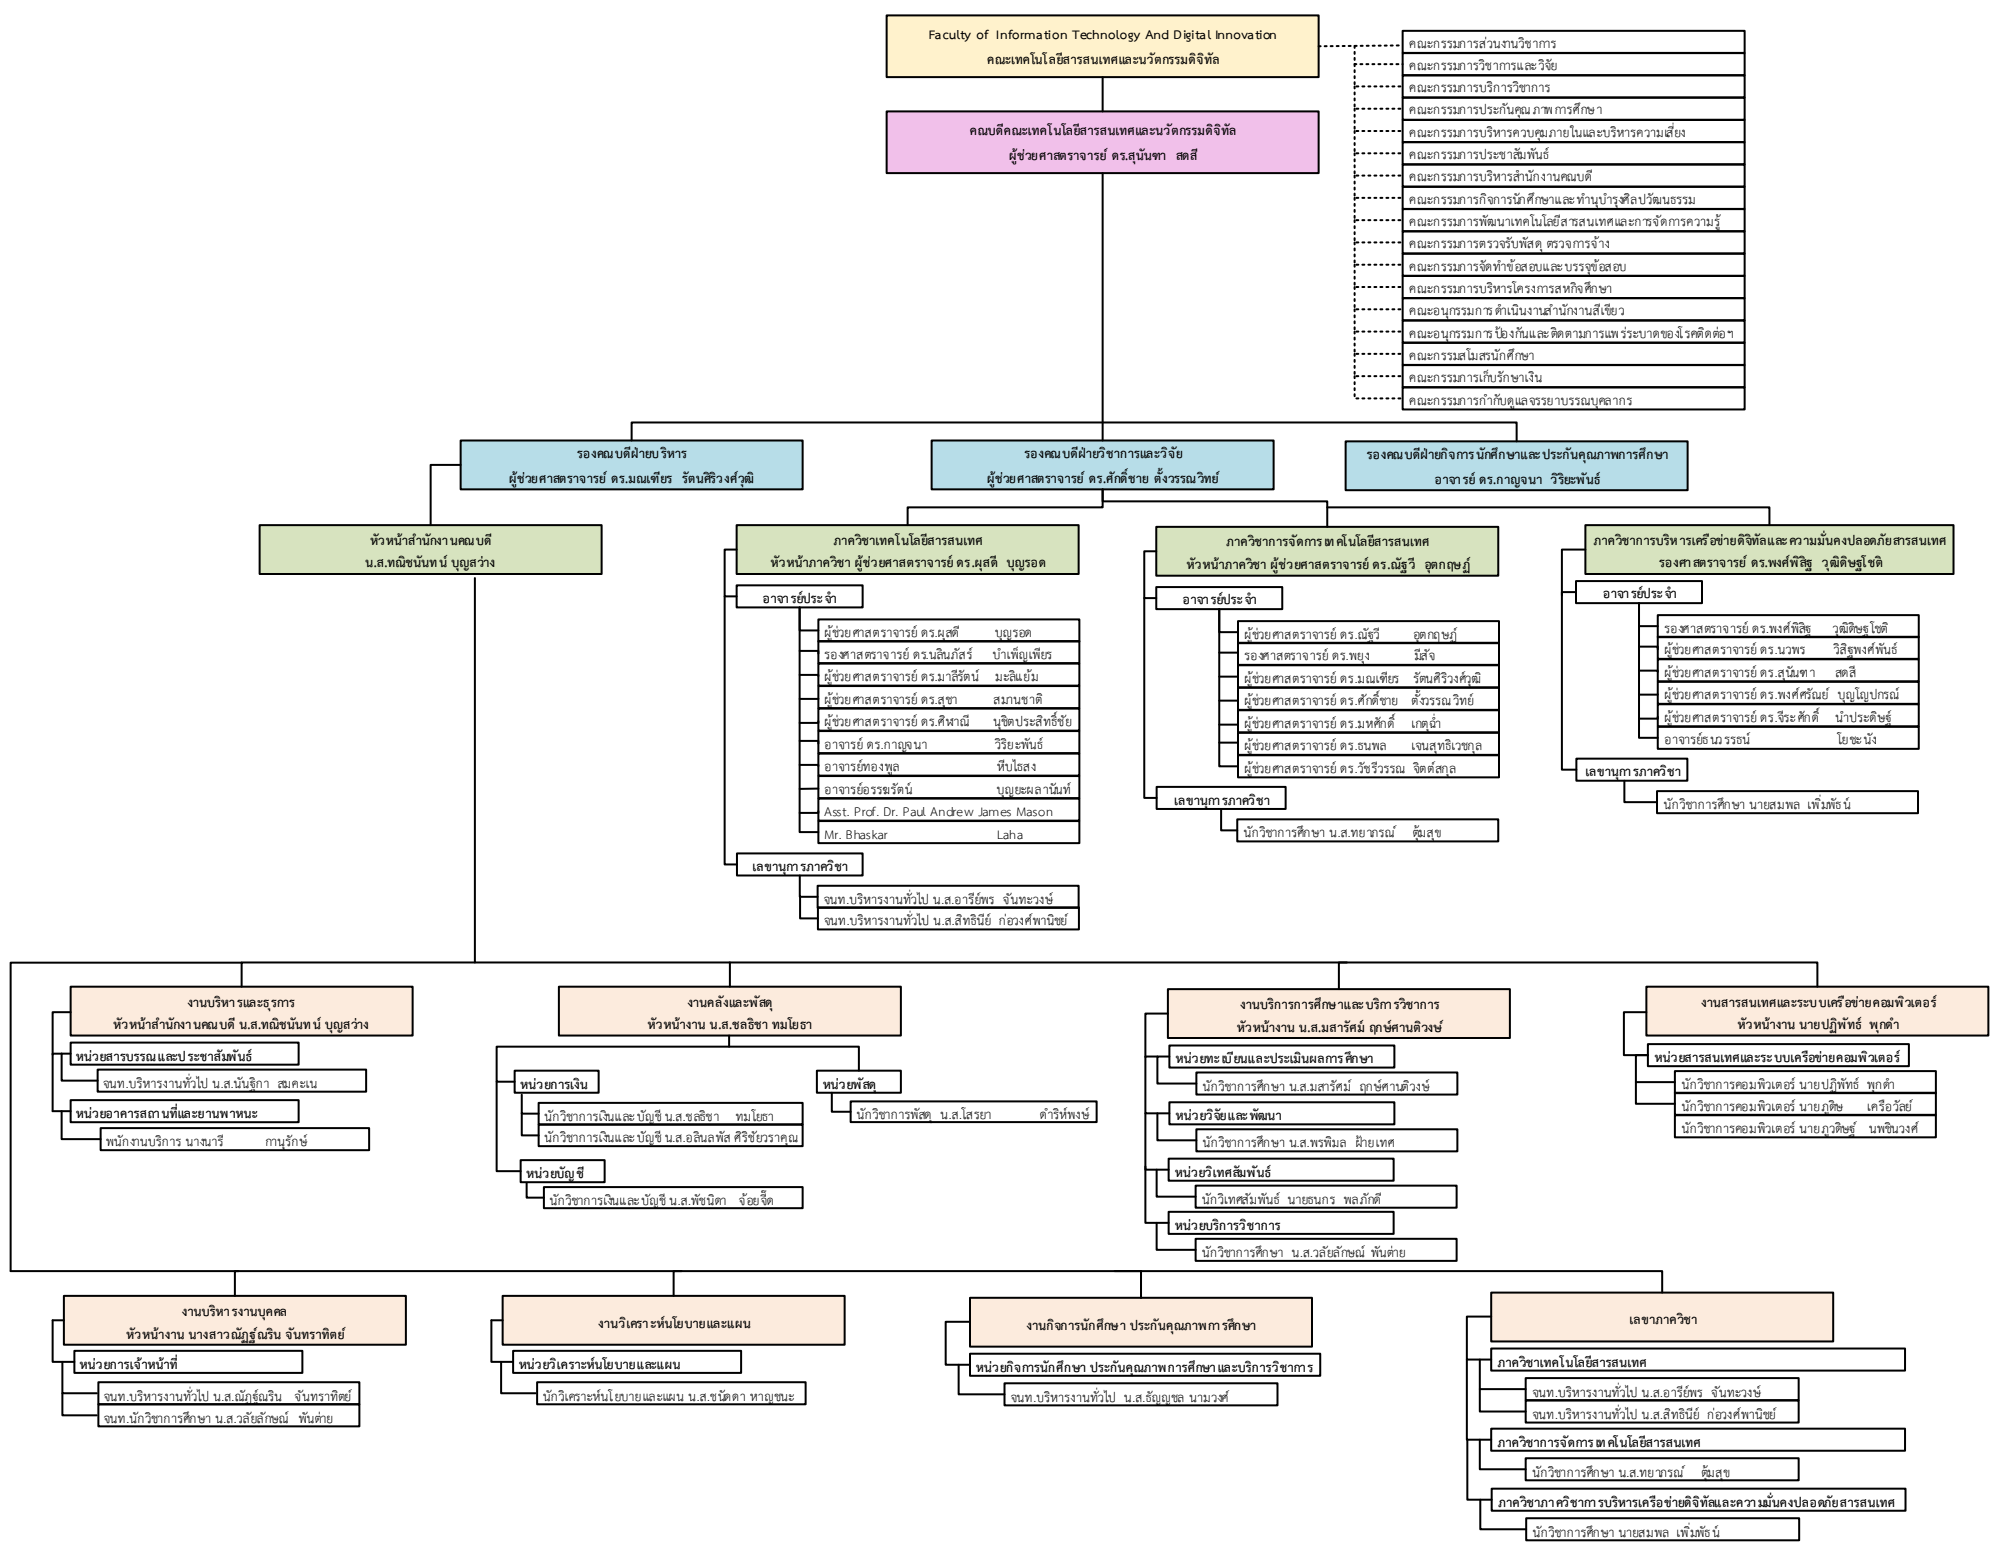 Faculty of Information Technology And Digital Innovation
คณะเทคโนโลยีสารสนเทศและนวัตกรรมดิจิทัล
คณบดีคณะเทคโนโลยีสารสนเทศและนวัตกรรมดิจิทัล
ผู้ช่วยศาสตราจารย์ ดร.สุนันฑา สดสี
คณะกรรมการส่วนงานวิชาการ
คณะกรรมการวิชาการและวิจัย
คณะกรรมการบริการวิชาการ
คณะกรรมการประกันคุณภาพการศึกษา
คณะกรรมการบริหารควบคุมภายในและบริหารความเสี่ยง
คณะกรรมการประชาสัมพันธ์
คณะกรรมการบริหารสำนักงานคณบดี
คณะกรรมการกิจการนักศึกษาและทำนุบำรุงศิลปวัฒนธรรม
คณะกรรมการพัฒนาเทคโนโลยีสารสนเทศและการจัดการความรู้
คณะกรรมการตรวจรับพัสดุ ตรวจการจ้าง
คณะกรรมการจัดทำข้อสอบและบรรจุข้อสอบ
คณะกรรมการบริหารโครงการสหกิจศึกษา
คณะอนุกรรมการดำเนินงานสำนักงานสีเขียว
คณะอนุกรรมการป้องกันและติดตามการแพร่ระบาดของโรคติดต่อฯ
คณะกรรมสโมสรนักศึกษา
คณะกรรมการเก็บรักษาเงิน
คณะกรรมการกำกับดูแลจรรยาบรรณบุคลากร
รองคณบดีฝ่ายบริหาร
ผู้ช่วยศาสตราจารย์ ดร.มณเฑียร รัตนศิริวงศ์วุฒิ
รองคณบดีฝ่ายวิชาการและวิจัย
ผู้ช่วยศาสตราจารย์ ดร.ศักดิ์ชาย ตั้งวรรณวิทย์
รองคณบดีฝ่ายกิจการนักศึกษาและประกันคุณภาพการศึกษา
อาจารย์ ดร.กาญจนา วิริยะพันธ์
หัวหน้าสำนักงานคณบดี
น.ส.ทณิชนันทน์ บุญสว่าง
ภาควิชาเทคโนโลยีสารสนเทศ
หัวหน้าภาควิชา ผู้ช่วยศาสตราจารย์ ดร.ผุสดี บุญรอด
อาจารย์ประจำ
ผู้ช่วยศาสตราจารย์ ดร.ผุสดี บุญรอด
รองศาสตราจารย์ ดร.นลินภัสร์ บำเพ็ญเพียร
ผู้ช่วยศาสตราจารย์ ดร.มาลีรัตน์ มะลิแย้ม
ผู้ช่วยศาสตราจารย์ ดร.สุชา สมานชาติ
ผู้ช่วยศาสตราจารย์ ดร.ศิฬาณี นุชิตประสิทธิ์ชัย
อาจารย์ ดร.กาญจนา วิริยะพันธ์
อาจารย์ทองพูล หีบไธสง
อาจารย์อรรฆรัตน์ บุญยะผลานันท์
Asst. Prof. Dr. Paul Andrew James Mason
Mr. Bhaskar Laha
เลขานุการภาควิชา
จนท.บริหารงานทั่วไป น.ส.อารีย์พร จันทะวงษ์
จนท.บริหารงานทั่วไป น.ส.สิทธินีย์ ก่อวงศ์พานิชย์
ภาควิชาการจัดการเทคโนโลยีสารสนเทศ
หัวหน้าภาควิชา ผู้ช่วยศาสตราจารย์ ดร.ณัฐวี อุตกฤษฏ์
อาจารย์ประจำ
ผู้ช่วยศาสตราจารย์ ดร.ณัฐวี อุตกฤษฏ์
รองศาสตราจารย์ ดร.พยุง มีสัจ
ผู้ช่วยศาสตราจารย์ ดร.มณเฑียร รัตนศิริวงศ์วุฒิ
ผู้ช่วยศาสตราจารย์ ดร.ศักดิ์ชาย ตั้งวรรณวิทย์
ผู้ช่วยศาสตราจารย์ ดร.มหศักดิ์ เกตุฉ่ำ
ผู้ช่วยศาสตราจารย์ ดร.ธนพล เจนสุทธิเวชกุล
ผู้ช่วยศาสตราจารย์ ดร.วัชรีวรรณ จิตต์สกุล
เลขานุการภาควิชา
นักวิชาการศึกษา น.ส.ทยาภรณ์ ตุ้มสุข
ภาควิชาการบริหารเครือข่ายดิจิทัลและความมั่นคงปลอดภัยสารสนเทศ
รองศาสตราจารย์ ดร.พงศ์พิสิฐ วุฒิดิษฐโชติ
อาจารย์ประจำ
รองศาสตราจารย์ ดร.พงศ์พิสิฐ วุฒิดิษฐโชติ
ผู้ช่วยศาสตราจารย์ ดร.นวพร วิสิฐพงศ์พันธ์
ผู้ช่วยศาสตราจารย์ ดร.สุนันฑา สดสี
ผู้ช่วยศาสตราจารย์ ดร.พงศ์ศรัณย์ บุญโญปกรณ์
ผู้ช่วยศาสตราจารย์ ดร.จีระศักดิ์ นำประดิษฐ์
อาจารย์ธนวรรธน์ โยชะนัง
เลขานุการภาควิชา
นักวิชาการศึกษา นายสมพล เพิ่มพัธน์
งานบริหารและธุรการ
หัวหน้าสำนักงานคณบดี น.ส.ทณิชนันทน์ บุญสว่าง
หน่วยสารบรรณและประชาสัมพันธ์
จนท.บริหารงานทั่วไป น.ส.นันฐิกา สมคะเน
หน่วยอาคารสถานที่และยานพาหนะ
พนักงานบริการ นางนารี กานุรักษ์
งานคลังและพัสดุ
หัวหน้างาน น.ส.ชลธิชา ทมโยธา
หน่วยการเงิน
นักวิชาการเงินและบัญชี น.ส.ชลธิชา ทมโยธา
นักวิชาการเงินและบัญชี น.ส.อลินลพัส ศิริชัยวราคุณ
หน่วยบัญชี
นักวิชาการเงินและบัญชี น.ส.พัชนิดา จ้อยจี๊ด
หน่วยพัสดุ
นักวิชาการพัสดุ น.ส.โสรยา ดำริห์พงษ์
งานบริการการศึกษาและบริการวิชาการ
หัวหน้างาน น.ส.มสารัศม์ ฤกษ์ศานติวงษ์
หน่วยทะเบียนและประเมินผลการศึกษา
นักวิชาการศึกษา น.ส.มสารัศม์ ฤกษ์ศานติวงษ์
หน่วยวิจัยและพัฒนา
นักวิชาการศึกษา น.ส.พรพิมล ฝ้ายเทศ
หน่วยวิเทศสัมพันธ์
นักวิเทศสัมพันธ์ นายธนกร พลภักดี
หน่วยบริการวิชาการ
นักวิชาการศึกษา น.ส.วลัยลักษณ์ พันต่าย
งานสารสนเทศและระบบเครือข่ายคอมพิวเตอร์
หัวหน้างาน นายปฏิพัทธ์ พุกดำ
หน่วยสารสนเทศและระบบเครือข่ายคอมพิวเตอร์
นักวิชาการคอมพิวเตอร์ นายปฏิพัทธ์ พุกดำ
นักวิชาการคอมพิวเตอร์ นายภูดิษ เครือวัลย์
นักวิชาการคอมพิวเตอร์ นายภูวดิษฐ์ นพชินวงศ์
งานบริหารงานบุคคล
หัวหน้างาน นางสาวณัฏฐ์ณริน จันทราทิตย์
หน่วยการเจ้าหน้าที่
จนท.บริหารงานทั่วไป น.ส.ณัฏฐ์ณริน จันทราทิตย์
จนท.นักวิชาการศึกษา น.ส.วลัยลักษณ์ พันต่าย
งานวิเคราะห์นโยบายและแผน
หน่วยวิเคราะห์นโยบายและแผน
นักวิเคราะห์นโยบายและแผน น.ส.ชนัดดา หาญชนะ
งานกิจการนักศึกษา ประกันคุณภาพการศึกษา
หน่วยกิจการนักศึกษา ประกันคุณภาพการศึกษาและบริการวิชาการ
จนท.บริหารงานทั่วไป น.ส.ธัญญชล นามวงศ์
เลขาภาควิชา
ภาควิชาเทคโนโลยีสารสนเทศ
จนท.บริหารงานทั่วไป น.ส.อารีย์พร จันทะวงษ์
จนท.บริหารงานทั่วไป น.ส.สิทธินีย์ ก่อวงศ์พานิชย์
ภาควิชาการจัดการเทคโนโลยีสารสนเทศ
นักวิชาการศึกษา น.ส.ทยาภรณ์ ตุ้มสุข
ภาควิชาภาควิชาการบริหารเครือข่ายดิจิทัลและความมั่นคงปลอดภัยสารสนเทศ
นักวิชาการศึกษา นายสมพล เพิ่มพัธน์